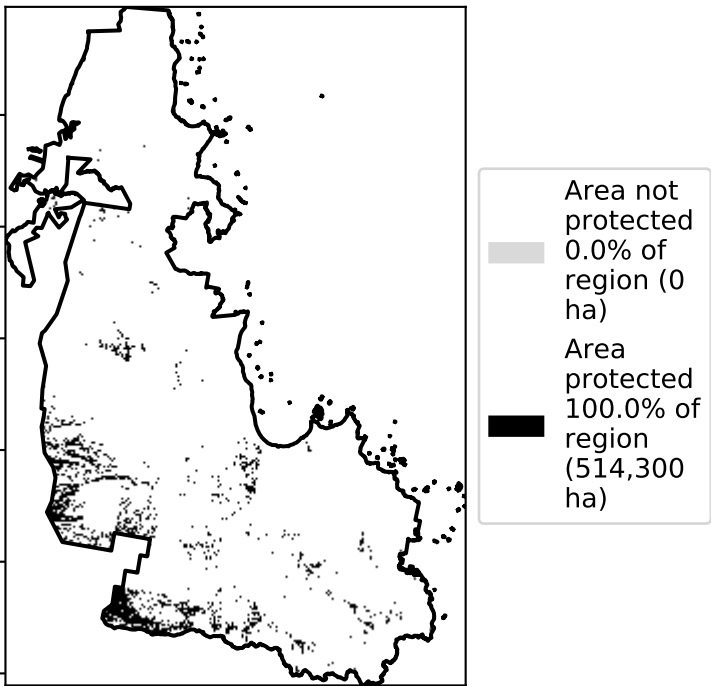 Area not
protected
0.0% of
region (0
ha)
Area
protected
100.0% of
region
(514,300
ha)